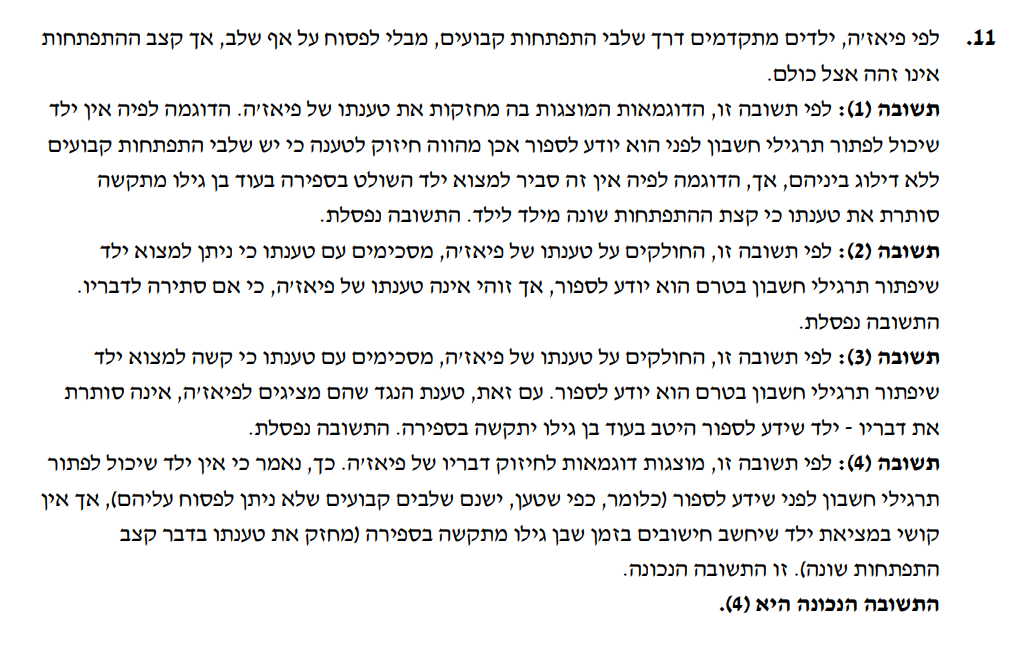 11. לפי פיאז'ה, ילדים מתקדמים דרך שלבי התפתחות קבועים, מבלי לפסוח על אף שלב, אך קצב ההתפתחות
אינו זהה אצל כולם.
תשובה (1): לפי תשובה זו, הדוגמאות המוצגות בה מחזקות את טענתו של פיאז'ה. הדוגמה לפיה אין ילד
שיכול לפתור תרגילי חשבון לפני הוא יודע לספור אכן מהווה חיזוק לטענה כי יש שלבי התפתחות קבועים
ללא דילוג ביניהם, אך, הדוגמה לפיה אין זה סביר למצוא ילד השולט בספירה בעוד בן גילו מתקשה
סותרת את טענתו כי קצת ההתפתחות שונה מילד לילד. התשובה נפסלת.
תשובה (2): לפי תשובה זו, החולקים על טענתו של פיאז'ה, מסכימים עם טענתו כי ניתן למצוא ילד
שיפתור תרגילי חשבון בטרם הוא יודע לספור, אך זוהי אינה טענתו של פיאז'ה, כי אם סתירה לדבריו.
התשובה נפסלת.
תשובה (3): לפי תשובה זו, החולקים על טענתו של פיאז'ה, מסכימים עם טענתו כי קשה למצוא ילד
שיפתור תרגילי חשבון בטרם הוא יודע לספור. עם זאת, טענת הנגד שהם מציגים לפיאז'ה, אינה סותרת
את דבריו - ילד שידע לספור היטב בעוד בן גילו יתקשה בספירה. התשובה נפסלת.
תשובה (4): לפי תשובה זו, מוצגות דוגמאות לחיזוק דבריו של פיאז'ה. כך, נאמר כי אין ילד שיכול לפתור
תרגילי חשבון לפני שידע לספור (כלומר, כפי שטען, ישנם שלבים קבועים שלא ניתן לפסוח עליהם), אך אין
קושי במציאת ילד שיחשב חישובים בזמן שבן גילו מתקשה בספירה (מחזק את טענתו בדבר קצב
התפתחות שונה). זו התשובה הנכונה.
התשובה הנכונה היא (4).